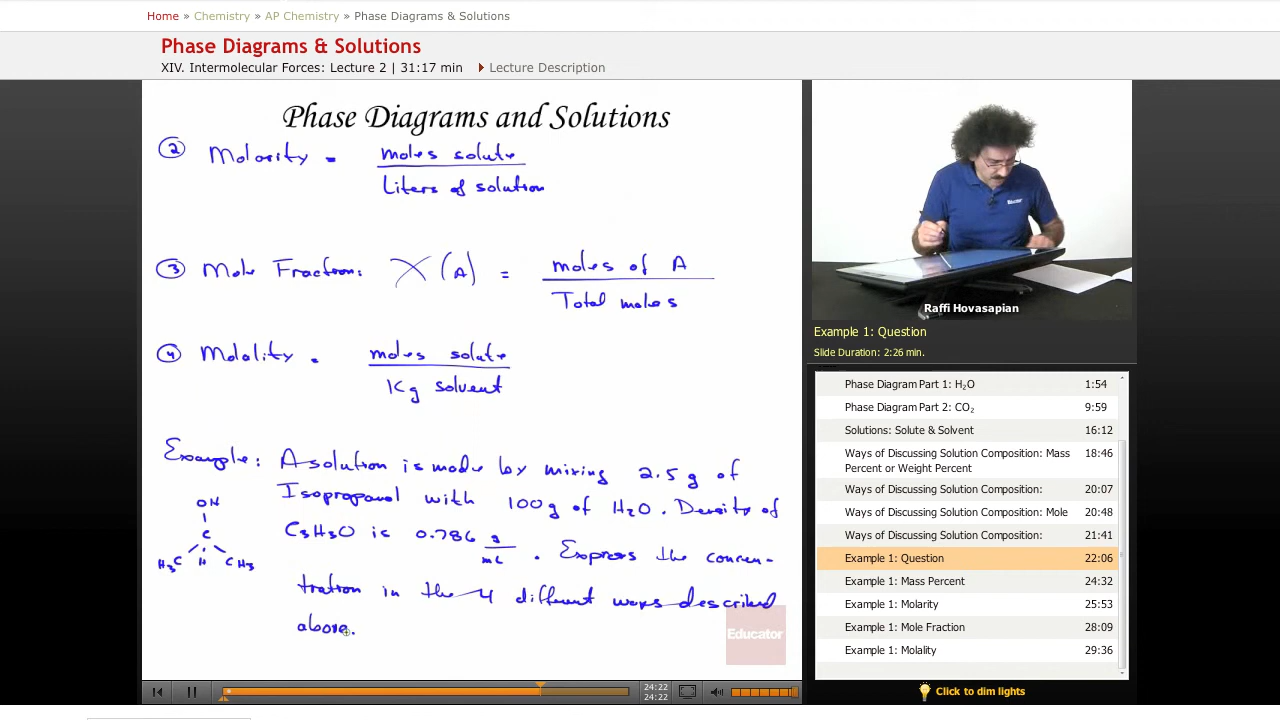 Home » Chemistry » AP Chemistry » Phase Diagrams & Solutions
Phase Diagrams & Solutions
XIV. Intermolecular Forces: Lecture 2 | 31:17 min
Lecture Description
Phase Diagrams and Solutions
② Molarity = moles solute
Liters of solution
③ Mole Fraction: X (A) = moles of A
Total moles
④ Molality = moles solute
Kg solvent
Example: A solution is made by mixing 2.5 g of
Isopropanol with 100g of H₂O. Density of
C₃H₈O is 0.786 g/mL. Express the concen-
tration in the 4 different ways described
above.
OH
C
H₃C H CH₃
Educator
Raffi Hovasapian
Example 1: Question
Slide Duration: 2:26 min.
Phase Diagram Part 1: H₂O 1:54
Phase Diagram Part 2: CO₂ 9:59
Solutions: Solute & Solvent 16:12
Ways of Discussing Solution Composition: Mass 18:46
Percent or Weight Percent
Ways of Discussing Solution Composition: 20:07
Ways of Discussing Solution Composition: Mole 20:48
Ways of Discussing Solution Composition: 21:41
Example 1: Question 22:06
Example 1: Mass Percent 24:32
Example 1: Molarity 25:53
Example 1: Mole Fraction 28:09
Example 1: Molality 29:36
24:22
24:22
Click to dim lights